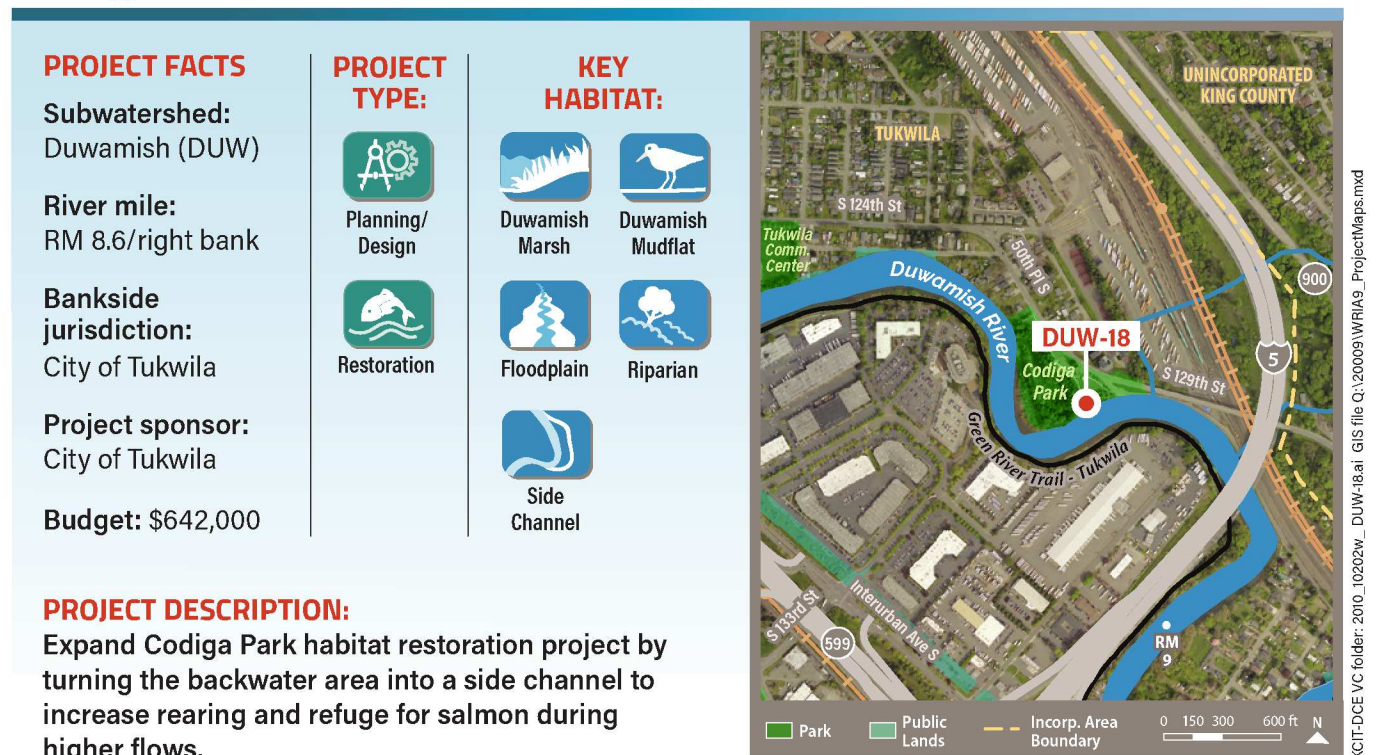 PROJECT FACTS
Subwatershed:
Duwamish (DUW)
River mile:
RM 8.6/right bank
Bankside
jurisdiction:
City of Tukwila
Project sponsor:
City of Tukwila
Budget: $642,000
PROJECT
TYPE:
Planning/
Design
Restoration
KEY
HABITAT:
Duwamish
Marsh
Duwamish
Mudflat
Floodplain
Riparian
Side
Channel
PROJECT DESCRIPTION:
Expand Codiga Park habitat restoration project by
turning the backwater area into a side channel to
increase rearing and refuge for salmon during
higher flows.
UNINCORPORATED
KING COUNTY
TUKWILA
S 124th St
Tukwila
Comm.
Center
Duwamish River
50th Pl S
900
DUW-18
5
Codiga
Park
S 129th St
Green River Trail - Tukwila
Interurban Ave S
S 133rd St
599
RM
9
Park
Public
Lands
Incorp. Area
Boundary
0 150 300 600 ft
N
KCIT-DCE VC folder: 2010_10202w_ DUW-18.ai GIS file Q:\20009\WRIA9_ProjectMaps.mxd